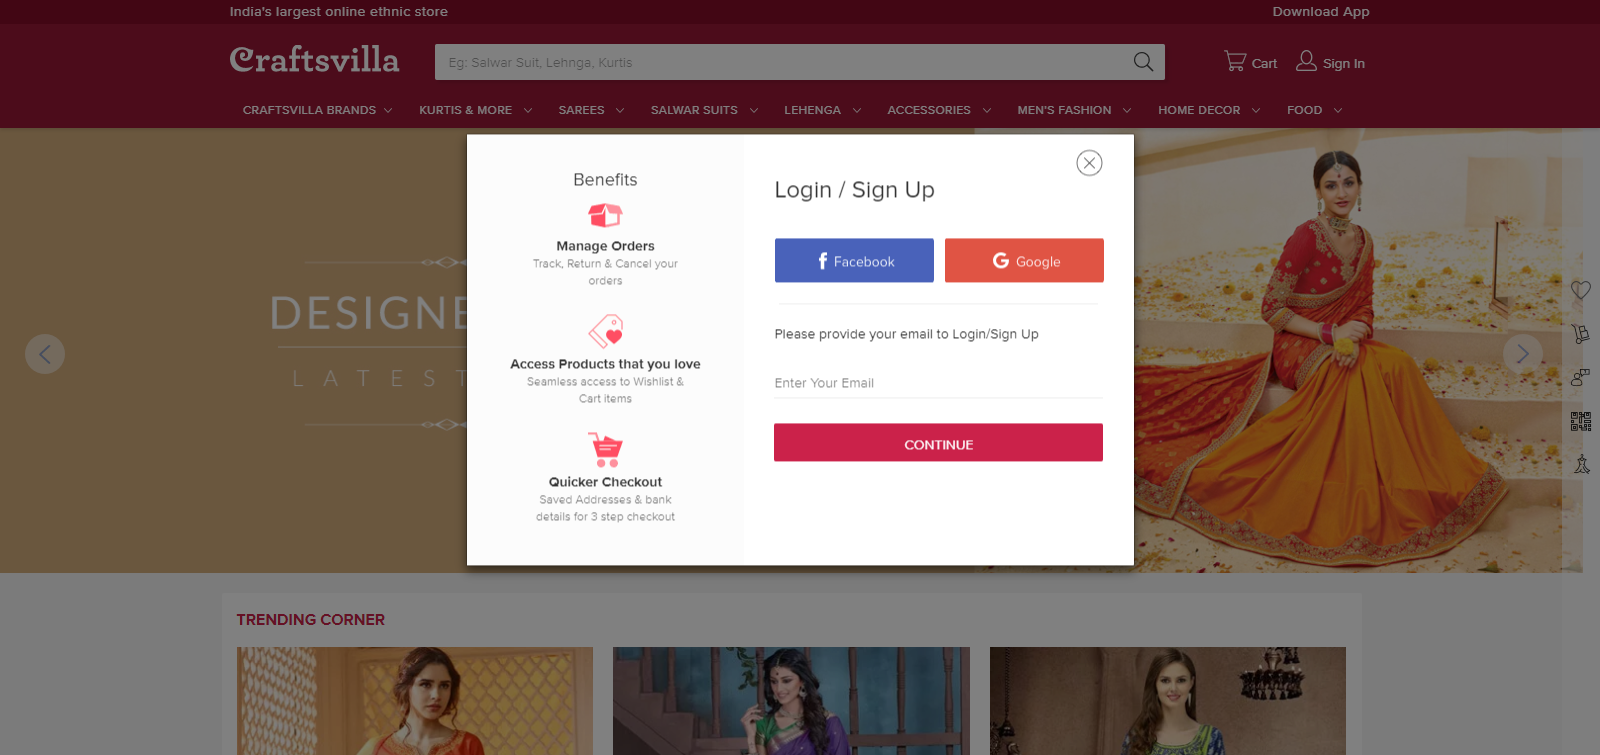 India's largest online ethnic store
Download App
Craftsvilla
Eg: Salwar Suit, Lehnga, Kurtis
Cart
Sign In
CRAFTSVILLA BRANDS
KURTIS & MORE
SAREES
SALWAR SUITS
LEHENGA
ACCESSORIES
MEN'S FASHION
HOME DECOR
FOOD
DESIGNE
LATEST
Benefits
Manage Orders
Track, Return & Cancel your
orders
Access Products that you love
Seamless access to Wishlist &
Cart items
Quicker Checkout
Saved Addresses & bank
details for 3 step checkout
Login / Sign Up
Facebook
Google
Please provide your email to Login/Sign Up
Enter Your Email
CONTINUE
TRENDING CORNER